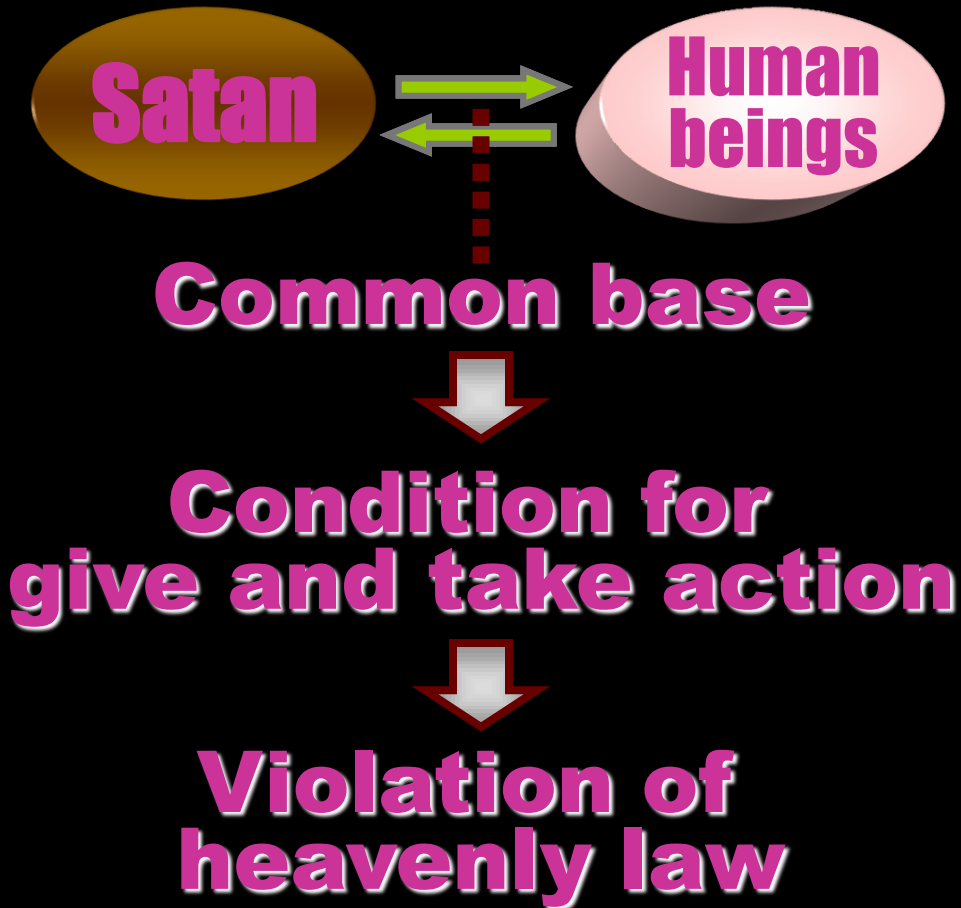 Satan
Human
beings
Common base
Condition for
give and take action
Violation of
heavenly law